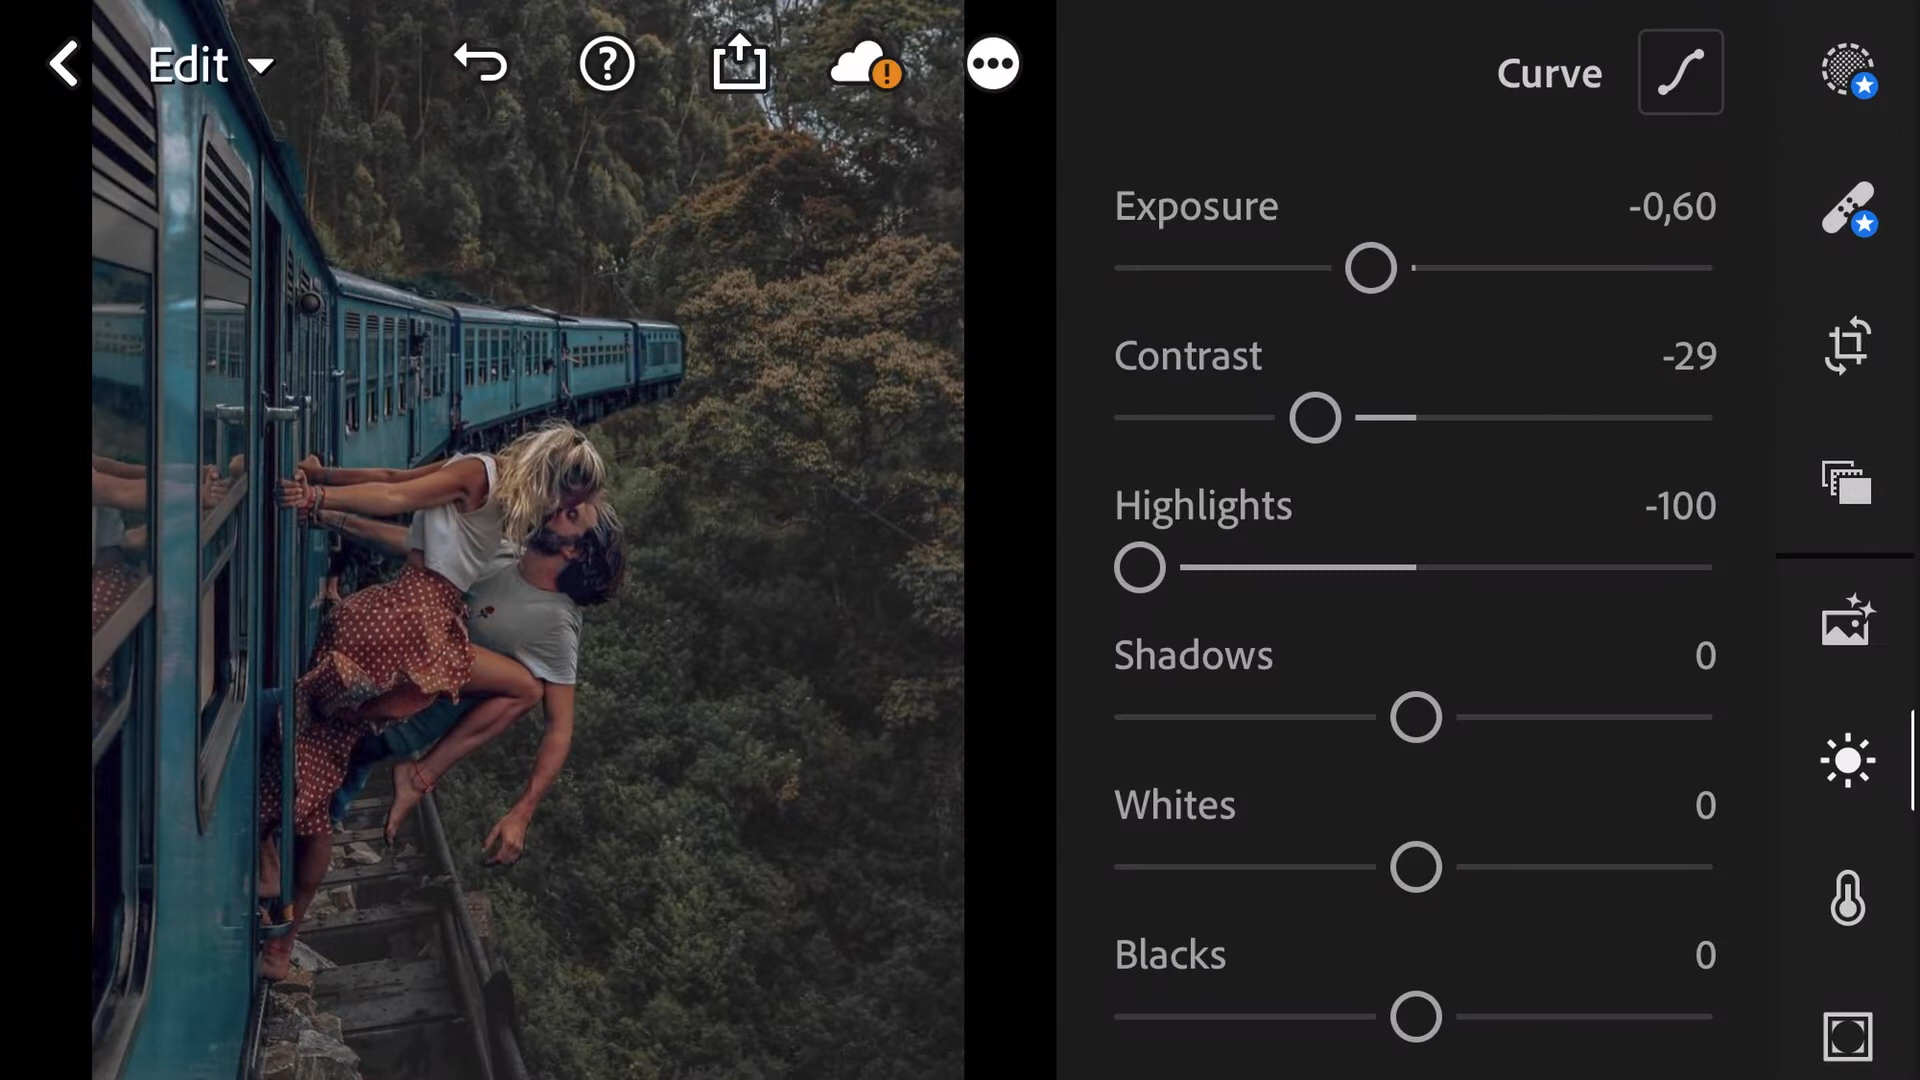 Edit
Curve
Exposure -0,60
Contrast -29
Highlights -100
Shadows 0
Whites 0
Blacks 0